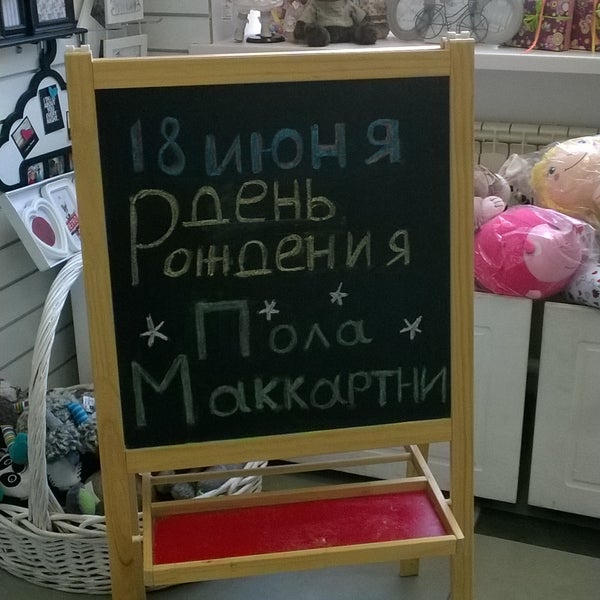 18 июня
День
Рождения
Пола
Маккартни